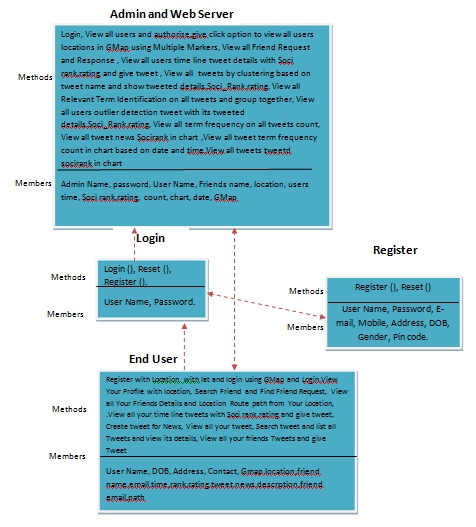 Admin and Web Server
Login, View all users and authorize,give click option to view all users
locations in GMap using Multiple Markers, View all Friend Request
and Response , View all users time line tweet details with Soci
rank,rating and give tweet , View all tweets by clustering based on
tweet name and show tweeted details,Soci_Rank,rating, View all
Relevant Term Identification on all tweets and group together, View
all users outlier detection tweet with its tweeted
details,Soci_Rank,rating, View all term frequency on all tweets count,
View all tweet news Socirank in chart ,View all tweet term frequency
count in chart based on date and time,View all tweets tweetd
socirank in chart
Methods
Members
Admin Name, password, User Name, Friends name, location, users
time, Soci rank,rating, count, chart, date, GMap,
Login
Methods
Login (), Reset (),
Register ().
Members
User Name, Password.
Register
Methods
Register (), Reset ()
Members
User Name, Password, E-
mail, Mobile, Address, DOB,
Gender, Pin code.
End User
Register with Location with lat and login using GMap and Login,View
Your Profile with location, Search Friend and Find Friend Request, View
all Your Friends Details and Location Route path from Your Location,
,View all your time line tweets with Soci rank,rating and give tweet,
Create tweet for News, View all your tweet, Search tweet and list all
Tweets and view its details, View all your friends Tweets and give
Tweet
Methods
Members
User Name, DOB, Address, Contact, Gmap,location,friend
name,email,time,rank,rating,tweet,news,descrption,friend
email,path